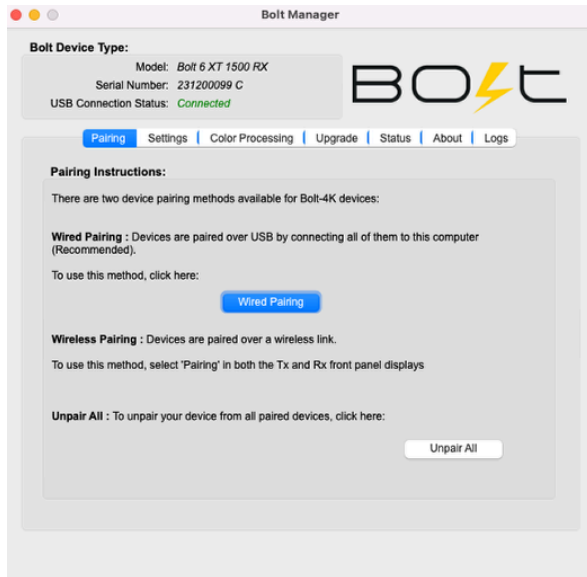 Bolt Manager
Bolt Device Type:
Model: Bolt 6 XT 1500 RX
Serial Number: 231200099 C
USB Connection Status: Connected
BOLT
Pairing Settings Color Processing Upgrade Status About Logs
Pairing Instructions:
There are two device pairing methods available for Bolt-4K devices:
Wired Pairing : Devices are paired over USB by connecting all of them to this computer
(Recommended).
To use this method, click here:
Wired Pairing
Wireless Pairing : Devices are paired over a wireless link.
To use this method, select 'Pairing' in both the Tx and Rx front panel displays
Unpair All : To unpair your device from all paired devices, click here:
Unpair All